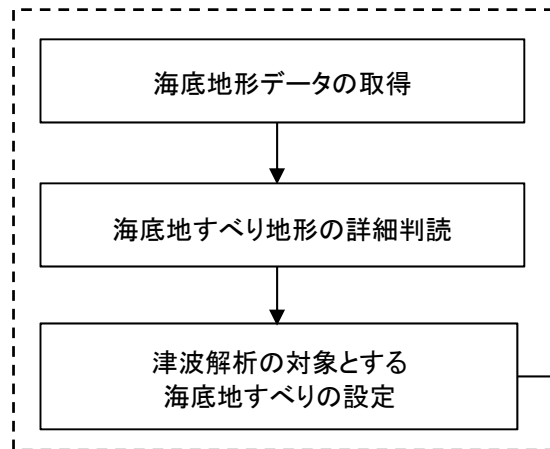 海底地形データの取得
海底地すべり地形の詳細判読
津波解析の対象とする
海底地すべりの設定